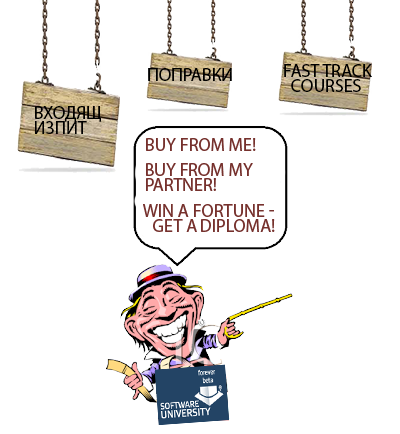 ВХОДЯЩ
ИЗПИТ
ПОПРАВКИ
FAST TRACK
COURSES
BUY FROM ME!
BUY FROM MY
PARTNER!
WIN A FORTUNE -
GET A DIPLOMA!
forever
beta
SOFTWARE
UNIVERSITY